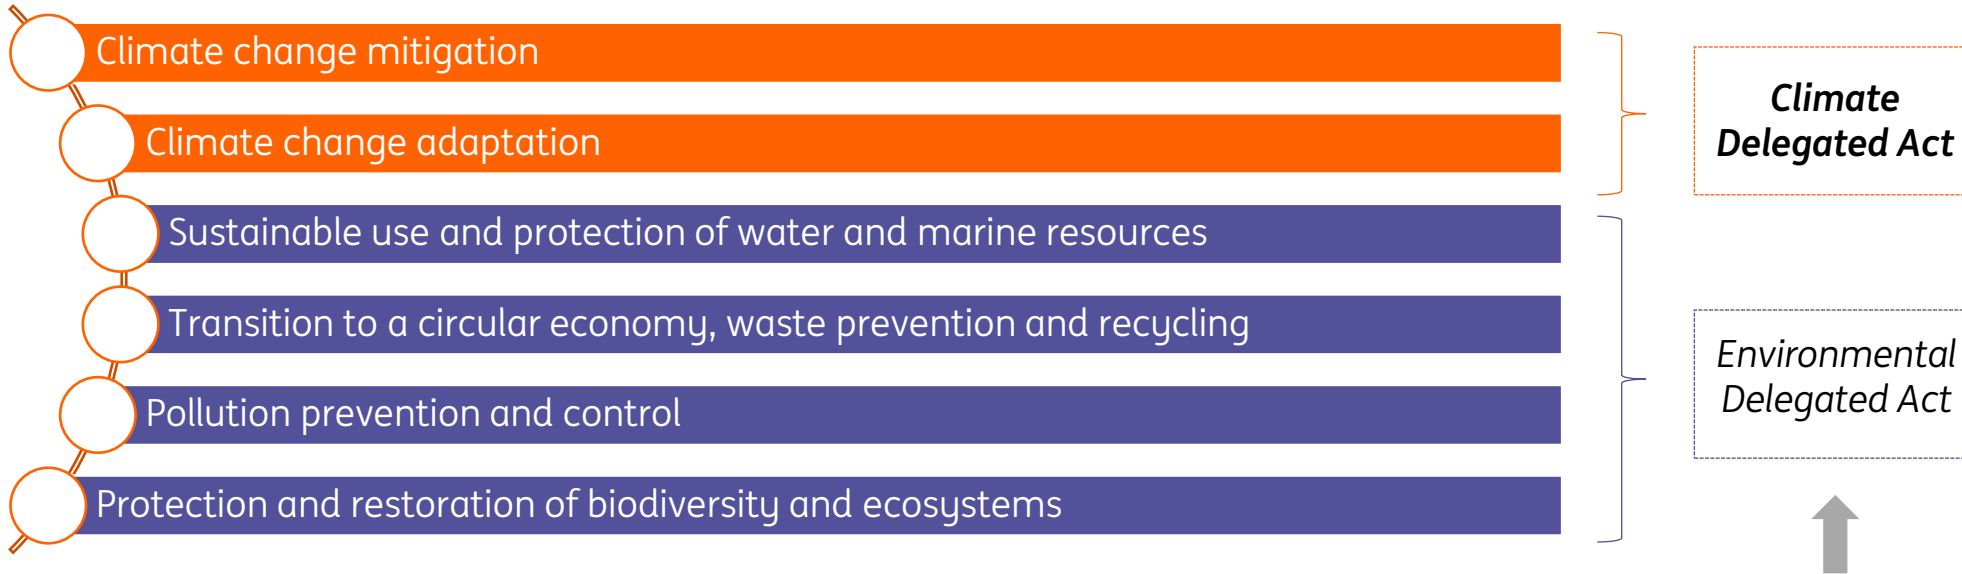 Climate change mitigation
Climate change adaptation
Sustainable use and protection of water and marine resources
Transition to a circular economy, waste prevention and recycling
Pollution prevention and control
Protection and restoration of biodiversity and ecosystems
Climate
Delegated Act
Environmental
Delegated Act